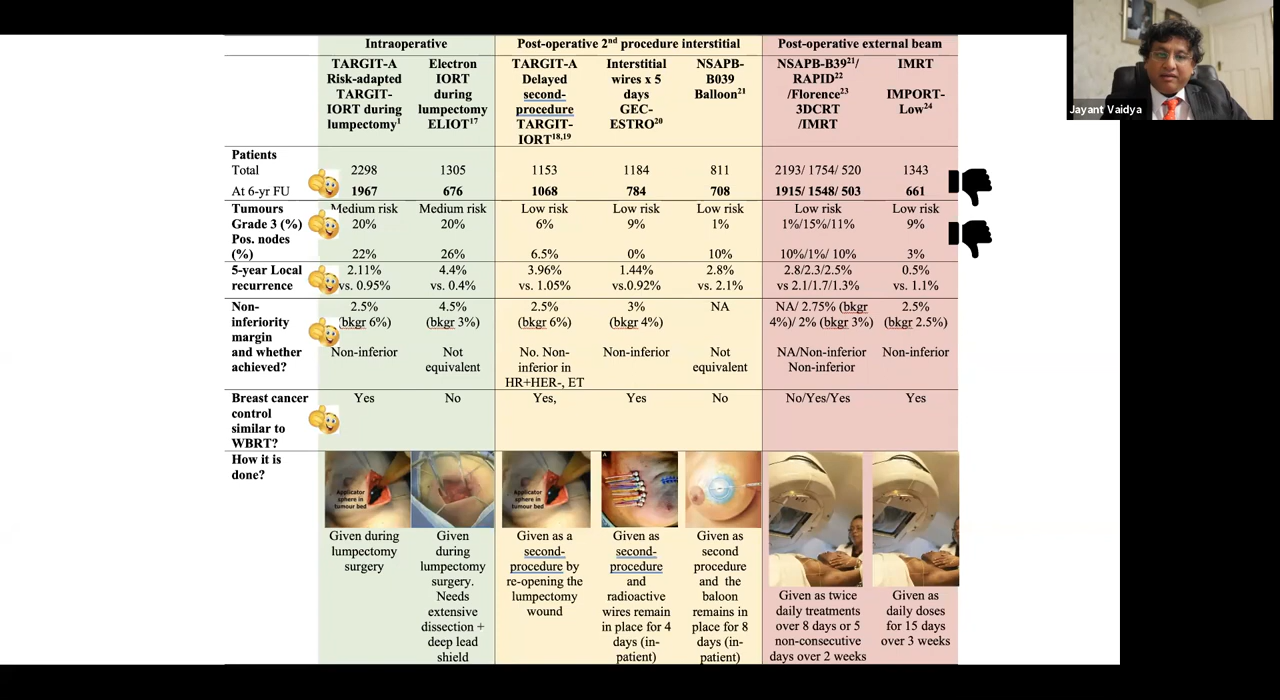 Intraoperative
Post-operative 2nd procedure interstitial
Post-operative external beam
TARGIT-A
Risk-adapted
TARGIT-
IORT during
lumpectomy1
Electron
IORT
during
lumpectomy
ELIOT17
TARGIT-A
Delayed
second-
procedure
TARGIT-
IORT18,19
Interstitial
wires x 5
days
GEC-
ESTRO20
NSAPB-
B039
Balloon21
NSAPB-B3921/
RAPID22
/Florence23
3DCRT
/IMRT
IMRT
IMPORT-
Low24
Patients
Total 2298 1305 1153 1184 811 2193/ 1754/ 520 1343
At 6-yr FU 1967 676 1068 784 708 1915/ 1548/ 503 661
Tumours Medium risk Medium risk Low risk Low risk Low risk Low risk Low risk
Grade 3 (%) 20% 20% 6% 9% 1% 1%/15%/11% 9%
Pos. nodes
(%) 22% 26% 6.5% 0% 10% 10%/1%/ 10% 3%
5-year Local 2.11% 4.4% 3.96% 1.44% 2.8% 2.8/2.3/2.5% 0.5%
recurrence vs. 0.95% vs. 0.4% vs. 1.05% vs.0.92% vs. 2.1% vs 2.1/1.7/1.3% vs. 1.1%
Non- 2.5% 4.5% 2.5% 3% NA NA/ 2.75% (bkgr 2.5%
inferiority (bkgr 6%) (bkgr 3%) (bkgr 6%) (bkgr 4%) 4%)/ 2% (bkgr 3%) (bkgr 2.5%)
margin
and whether Non-inferior Not No. Non- Non-inferior Not NA/Non-inferior Non-inferior
achieved? equivalent inferior in equivalent Non-inferior
HR+HER-, ET
Breast cancer Yes No Yes, Yes No No/Yes/Yes Yes
control
similar to
WBRT?
How it is
done?
Applicator
sphere in
tumour bed
Applicator
sphere in
tumour bed
A
Given during
lumpectomy
surgery
Given
during
lumpectomy
surgery.
Needs
extensive
dissection +
deep lead
shield
Given as a
second-
procedure by
re-opening the
lumpectomy
wound
Given as
second-
procedure
and
radioactive
wires remain
in place for 4
days (in-
patient)
Given as
second
procedure
and the
baloon
remains in
place for 8
days (in-
patient)
Given as twice
daily treatments
over 8 days or 5
non-consecutive
days over 2 weeks
Given as
daily doses
for 15 days
over 3 weeks
Jayant Vaidya